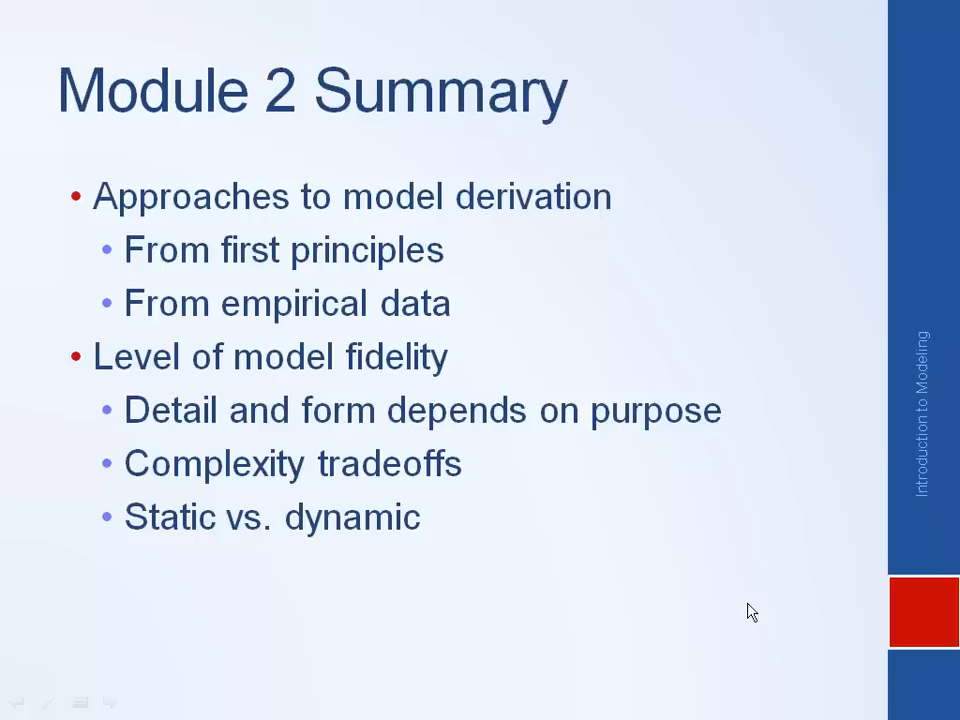 Module 2 Summary
• Approaches to model derivation
• From first principles
• From empirical data
• Level of model fidelity
• Detail and form depends on purpose
• Complexity tradeoffs
• Static vs. dynamic
Introduction to Modeling